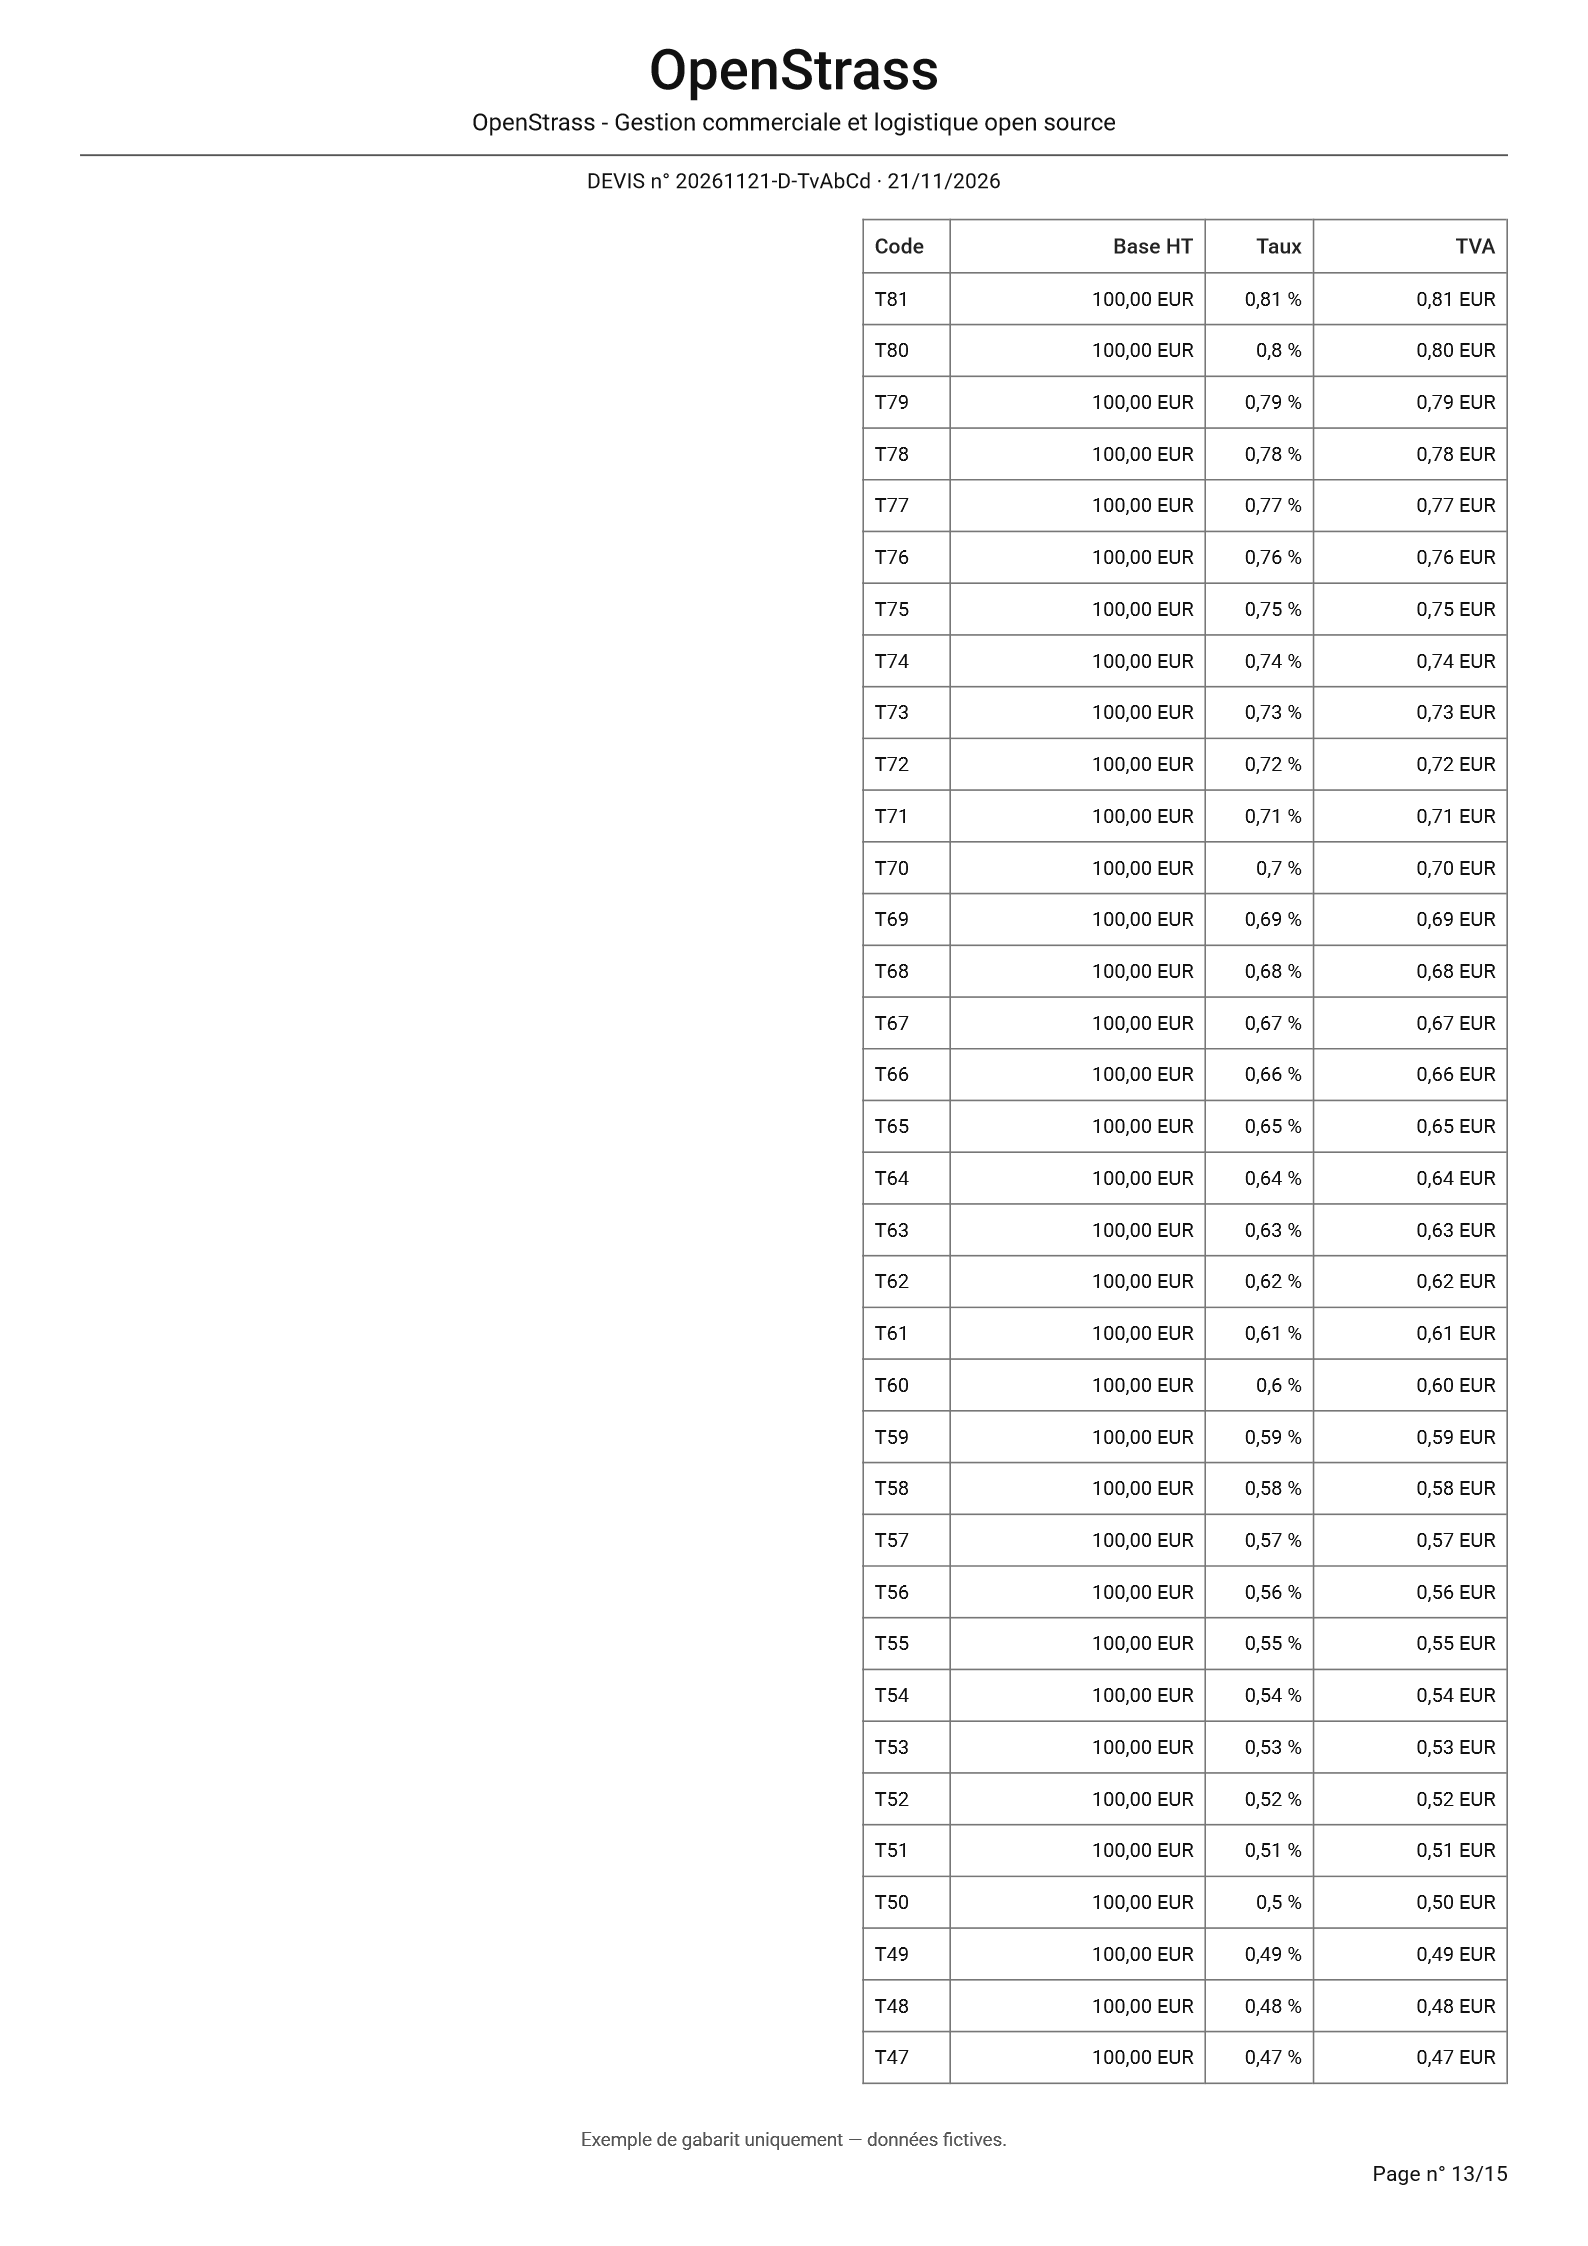 OpenStrass
OpenStrass - Gestion commerciale et logistique open source
DEVIS n° 20261121-D-TvAbCd · 21/11/2026
Code Base HT Taux TVA
T81 100,00 EUR 0,81 % 0,81 EUR
T80 100,00 EUR 0,8 % 0,80 EUR
T79 100,00 EUR 0,79 % 0,79 EUR
T78 100,00 EUR 0,78 % 0,78 EUR
T77 100,00 EUR 0,77 % 0,77 EUR
T76 100,00 EUR 0,76 % 0,76 EUR
T75 100,00 EUR 0,75 % 0,75 EUR
T74 100,00 EUR 0,74 % 0,74 EUR
T73 100,00 EUR 0,73 % 0,73 EUR
T72 100,00 EUR 0,72 % 0,72 EUR
T71 100,00 EUR 0,71 % 0,71 EUR
T70 100,00 EUR 0,7 % 0,70 EUR
T69 100,00 EUR 0,69 % 0,69 EUR
T68 100,00 EUR 0,68 % 0,68 EUR
T67 100,00 EUR 0,67 % 0,67 EUR
T66 100,00 EUR 0,66 % 0,66 EUR
T65 100,00 EUR 0,65 % 0,65 EUR
T64 100,00 EUR 0,64 % 0,64 EUR
T63 100,00 EUR 0,63 % 0,63 EUR
T62 100,00 EUR 0,62 % 0,62 EUR
T61 100,00 EUR 0,61 % 0,61 EUR
T60 100,00 EUR 0,6 % 0,60 EUR
T59 100,00 EUR 0,59 % 0,59 EUR
T58 100,00 EUR 0,58 % 0,58 EUR
T57 100,00 EUR 0,57 % 0,57 EUR
T56 100,00 EUR 0,56 % 0,56 EUR
T55 100,00 EUR 0,55 % 0,55 EUR
T54 100,00 EUR 0,54 % 0,54 EUR
T53 100,00 EUR 0,53 % 0,53 EUR
T52 100,00 EUR 0,52 % 0,52 EUR
T51 100,00 EUR 0,51 % 0,51 EUR
T50 100,00 EUR 0,5 % 0,50 EUR
T49 100,00 EUR 0,49 % 0,49 EUR
T48 100,00 EUR 0,48 % 0,48 EUR
T47 100,00 EUR 0,47 % 0,47 EUR
Exemple de gabarit uniquement — données fictives.
Page n° 13/15